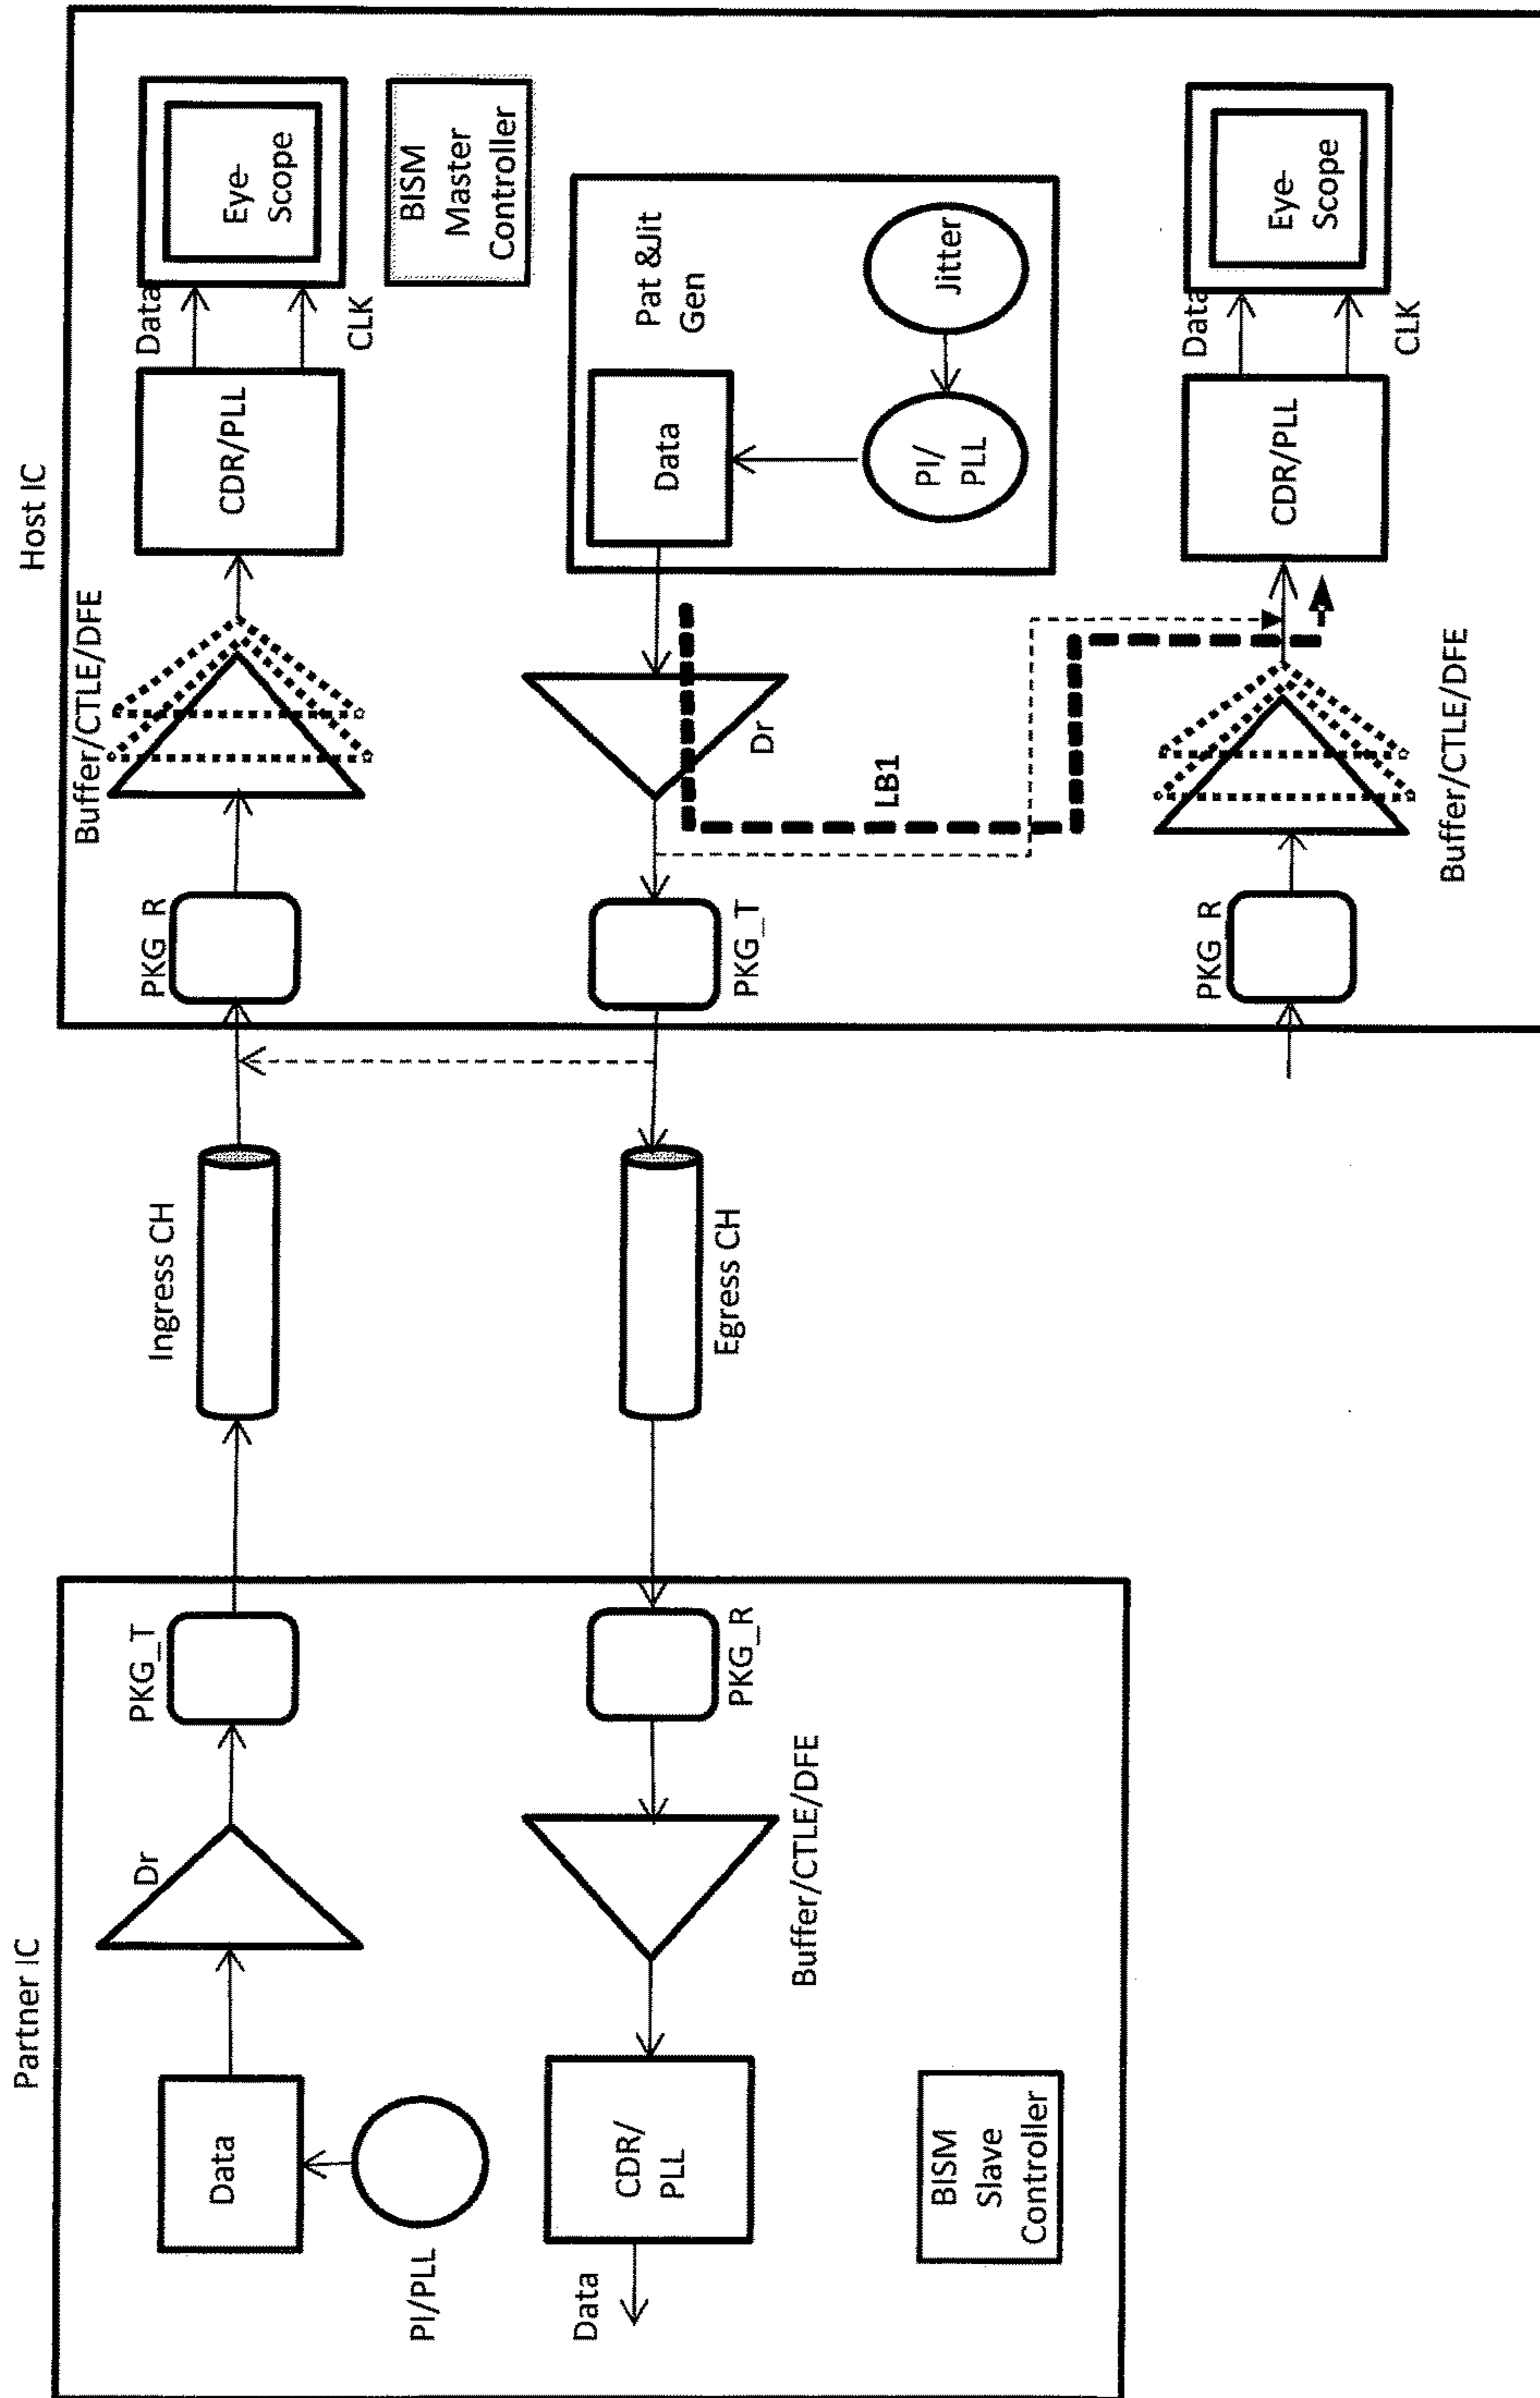 Partner IC
Host IC
Data
PI/PLL
Dr
PKG_T
Ingress CH
PKG_R
Buffer/CTLE/DFE
CDR/PLL
Data
CLK
Eye-
Scope
BISM
Master
Controller
Data
CDR/
PLL
Buffer/CTLE/DFE
PKG_R
Egress CH
PKG_T
Dr
Data
Pat &Jit
Gen
PI/
PLL
Jitter
LB1
BISM
Slave
Controller
PKG_R
Buffer/CTLE/DFE
CDR/PLL
Data
CLK
Eye-
Scope